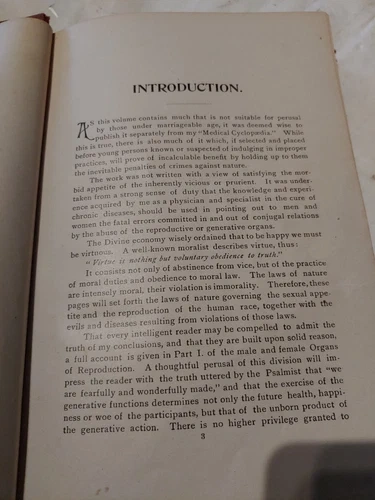 INTRODUCTION.
AS this volume contains much that is not suitable for perusal
by those under marriageable age, it was deemed wise to
publish it separately from my "Medical Cyclopædia." While
this is true, there is also much of it which, if selected and placed
before young persons known or suspected of indulging in improper
practices, will prove of incalculable benefit by holding up to them
the inevitable penalties of crimes against nature.
The work was not written with a view of satisfying the mor-
bid appetite of the inherently vicious or prurient. It was under-
taken from a strong sense of duty that the knowledge and experi-
ence acquired by me as a physician and specialist in the cure of
chronic diseases, should be used in pointing out to men and
women the fatal errors committed in and out of conjugal relations
by the abuse of the reproductive or generative organs.
The Divine economy wisely ordained that to be happy we must
be virtuous. A well-known moralist describes virtue, thus:
"Virtue is nothing but voluntary obedience to truth."
It consists not only of abstinence from vice, but of the practice
of moral duties and obedience to moral law. The laws of nature
are intensely moral, their violation is immorality. Therefore, these
pages will set forth the laws of nature governing the sexual appe-
tite and the reproduction of the human race, together with the
evils and diseases resulting from violations of those laws.
That every intelligent reader may be compelled to admit the
truth of my conclusions, and that they are built upon solid reason,
a full account is given in Part I. of the male and female Organs
of Reproduction. A thoughtful perusal of this division will im-
press the reader with the truth uttered by the Psalmist that "we
are fearfully and wonderfully made," and that the exercise of the
generative functions determines not only the future health, happi-
ness or woe of the participants, but that of the unborn product of
the generative action. There is no higher privilege granted to
3